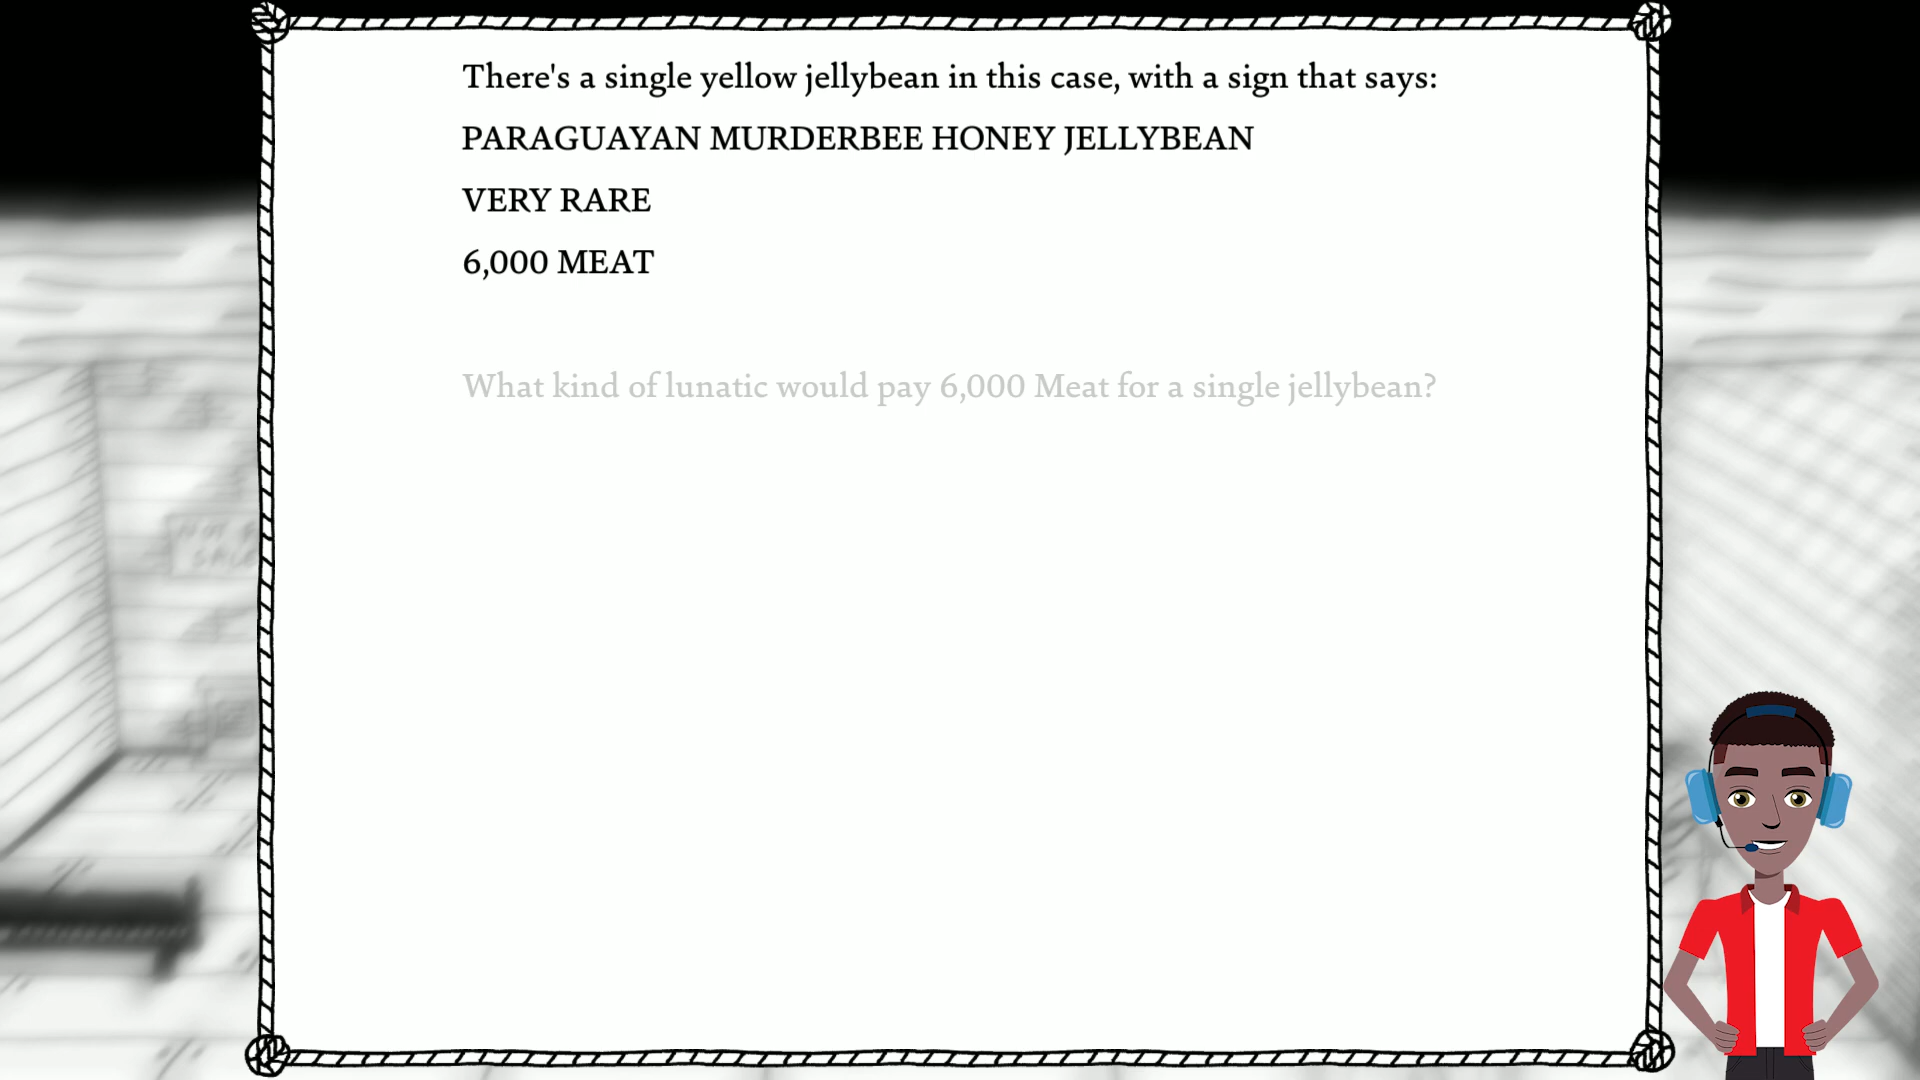 There's a single yellow jellybean in this case, with a sign that says:
PARAGUAYAN MURDERBEE HONEY JELLYBEAN
VERY RARE
6,000 MEAT
What kind of lunatic would pay 6,000 Meat for a single jellybean?